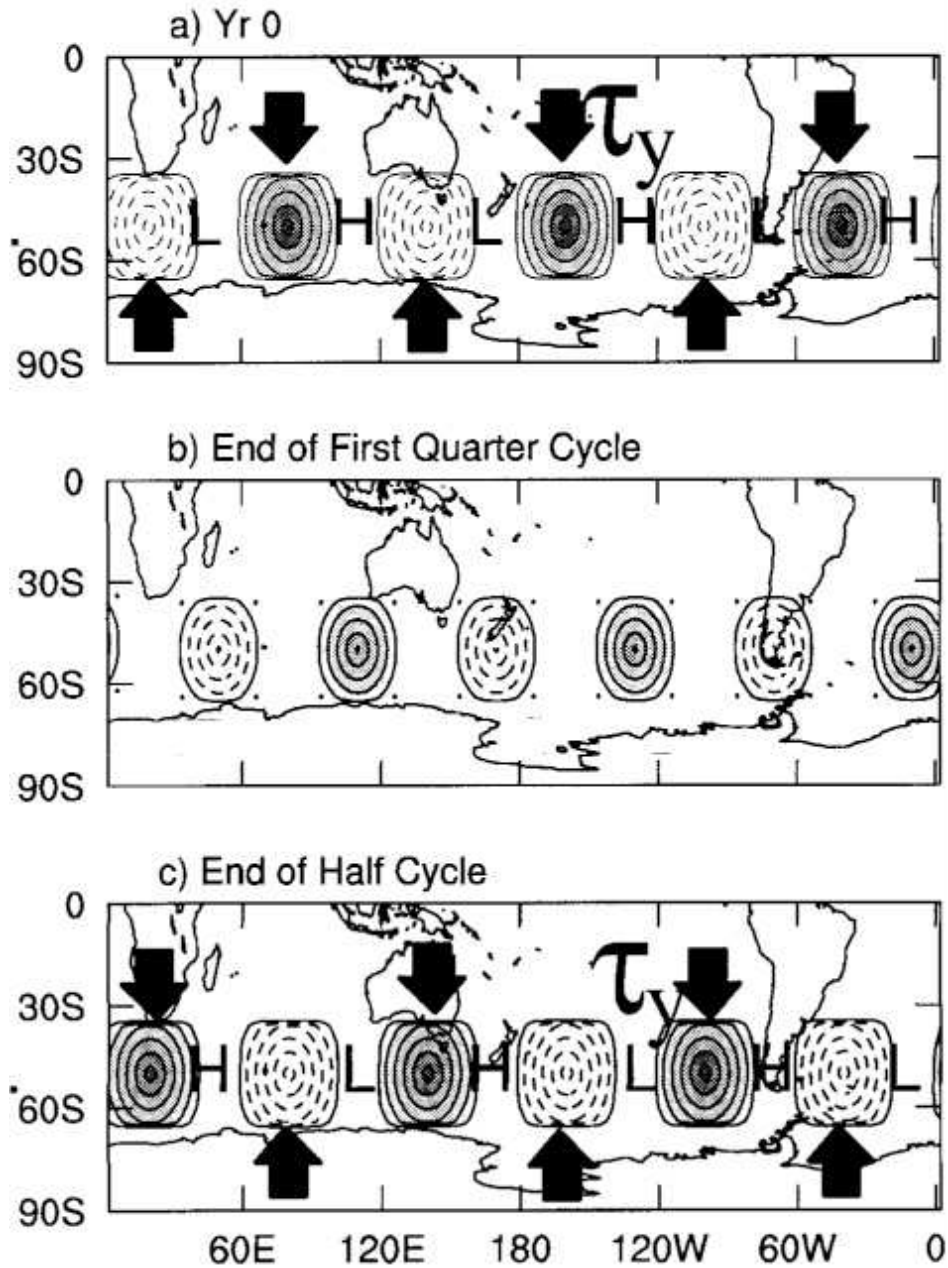 a) Yr 0
0
τy
30S
L H L H H
60S
90S
b) End of First Quarter Cycle
0
30S
60S
90S
c) End of Half Cycle
0
τy
30S
H L H L H L
60S
90S
60E 120E 180 120W 60W 0